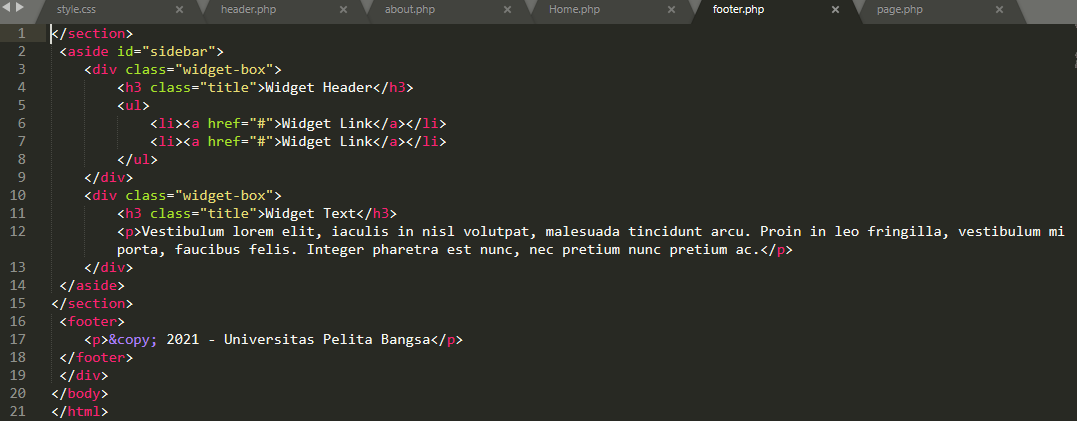 style.css × header.php × about.php × Home.php × footer.php × page.php ×
1 </section>
2 <aside id="sidebar">
3 <div class="widget-box">
4 <h3 class="title">Widget Header</h3>
5 <ul>
6 <li><a href="#">Widget Link</a></li>
7 <li><a href="#">Widget Link</a></li>
8 </ul>
9 </div>
10 <div class="widget-box">
11 <h3 class="title">Widget Text</h3>
12 <p>Vestibulum lorem elit, iaculis in nisl volutpat, malesuada tincidunt arcu. Proin in leo fringilla, vestibulum mi
porta, faucibus felis. Integer pharetra est nunc, nec pretium nunc pretium ac.</p>
13 </div>
14 </aside>
15 </section>
16 <footer>
17 <p>&copy; 2021 - Universitas Pelita Bangsa</p>
18 </footer>
19 </div>
20 </body>
21 </html>